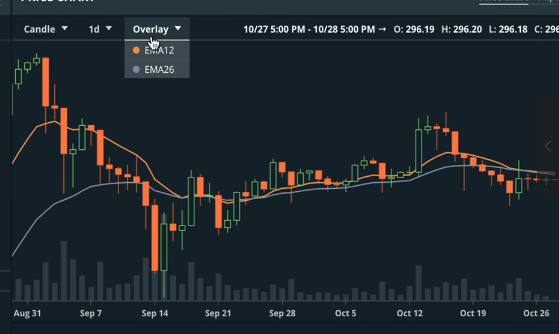 PRICE CHART
Candle 1d Overlay 10/27 5:00 PM - 10/28 5:00 PM → O: 296.19 H: 296.20 L: 296.18 C: 296
EMA12
EMA26
Aug 31 Sep 7 Sep 14 Sep 21 Sep 28 Oct 5 Oct 12 Oct 19 Oct 26